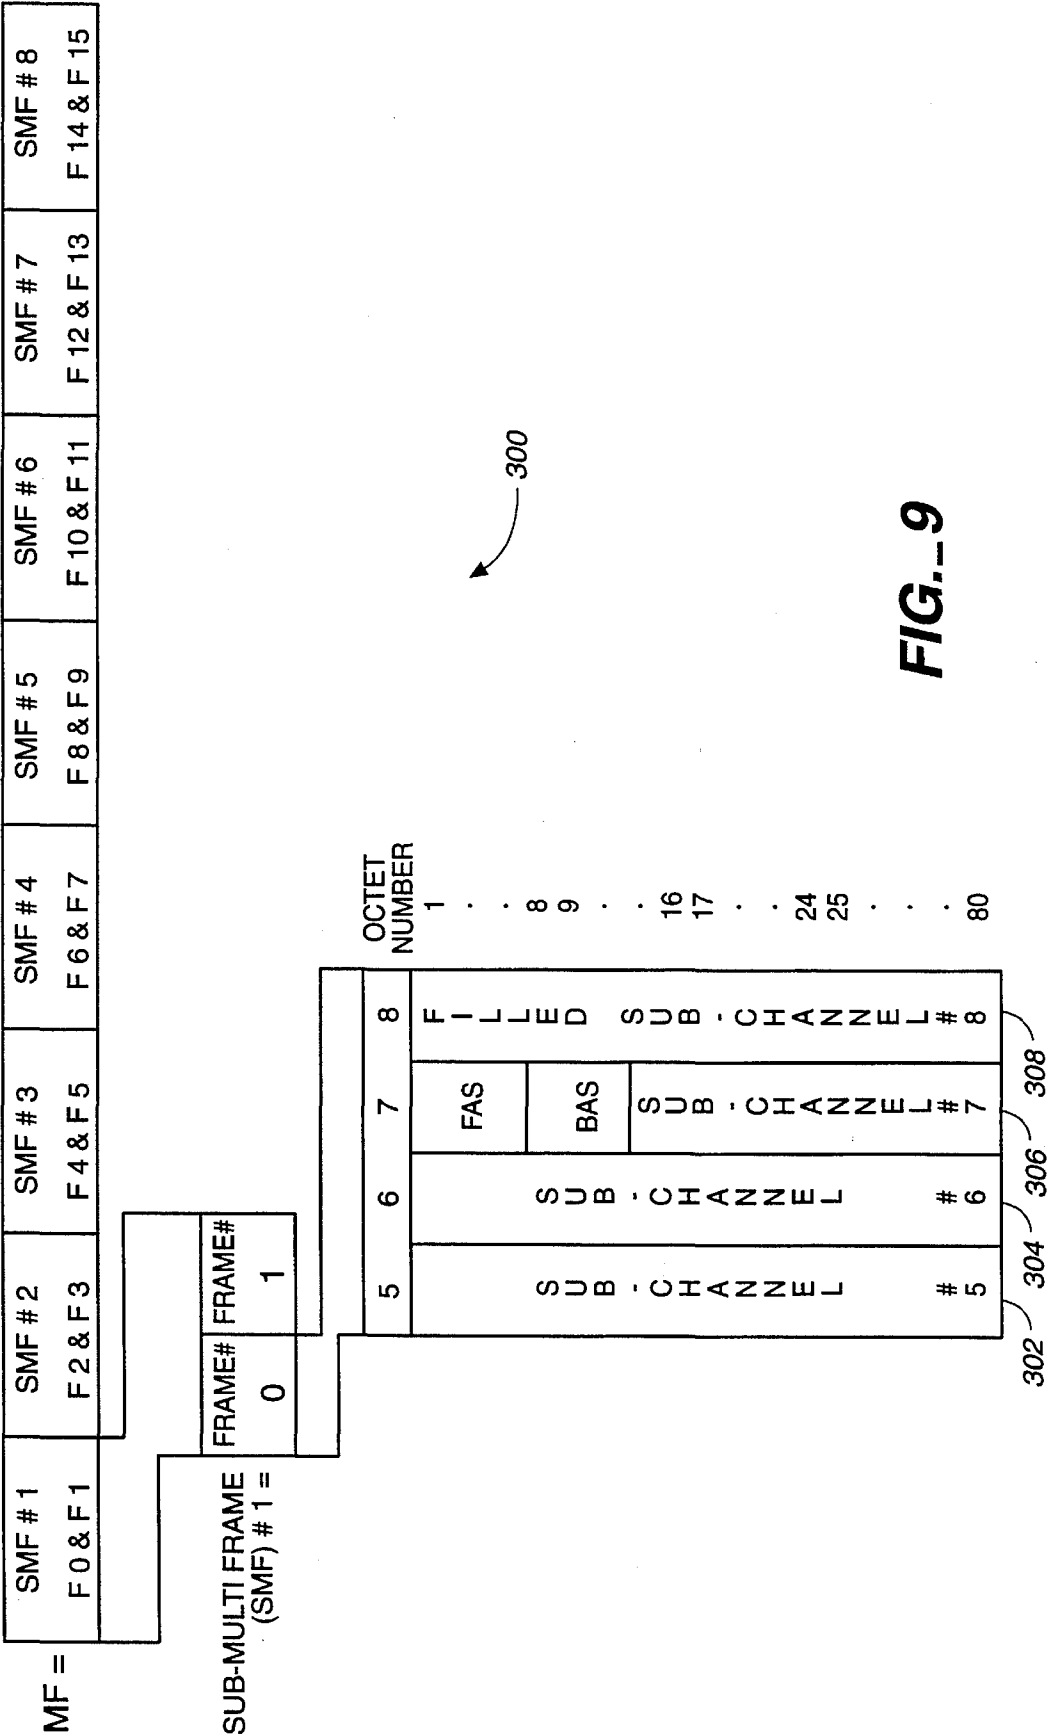 MF =
SMF # 1
F 0 & F 1
SMF # 2
F 2 & F 3
SMF # 3
F 4 & F 5
SMF # 4
F 6 & F 7
SMF # 5
F 8 & F 9
SMF # 6
F 10 & F 11
SMF # 7
F 12 & F 13
SMF # 8
F 14 & F 15
SUB-MULTI FRAME
(SMF) # 1 =
FRAME#
0
FRAME#
1
5
6
7
8
OCTET
NUMBER
SUB-CHANNEL #5
SUB-CHANNEL #6
FAS
BAS
SUB-CHANNEL#7
FILLED SUB-CHANNEL#8
1
.
.
8
9
.
.
16
17
.
.
24
25
.
.
.
80
302
304
306
308
300
FIG._9